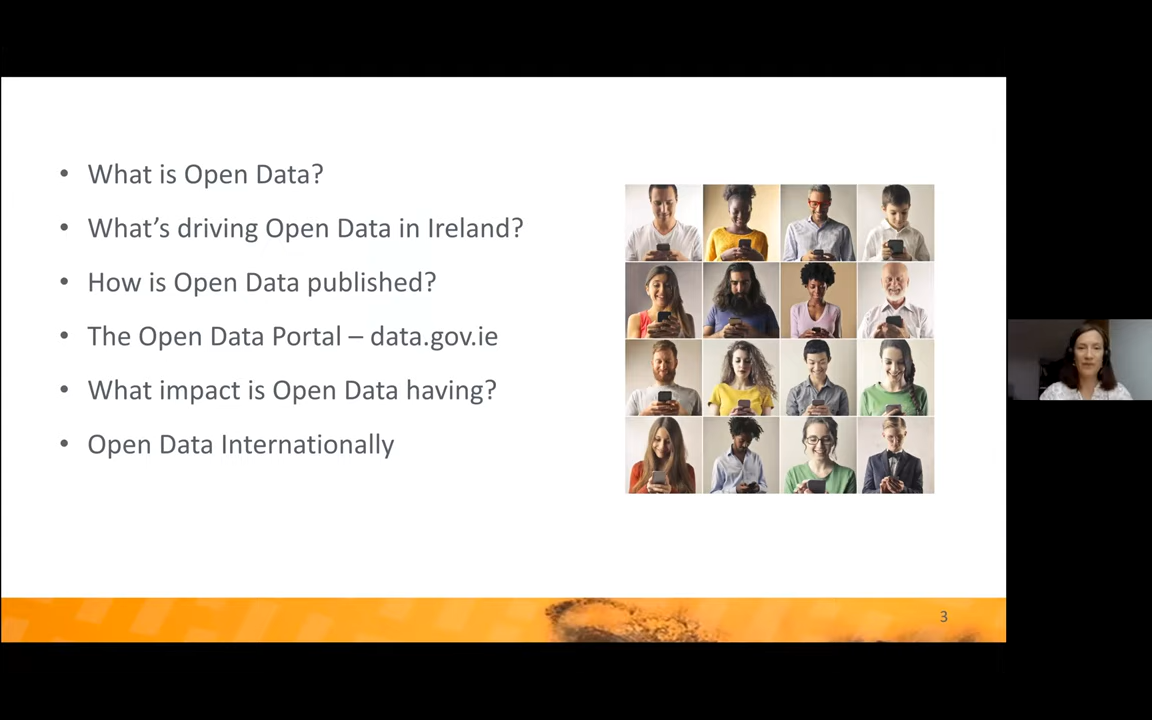 • What is Open Data?
• What’s driving Open Data in Ireland?
• How is Open Data published?
• The Open Data Portal – data.gov.ie
• What impact is Open Data having?
• Open Data Internationally
3